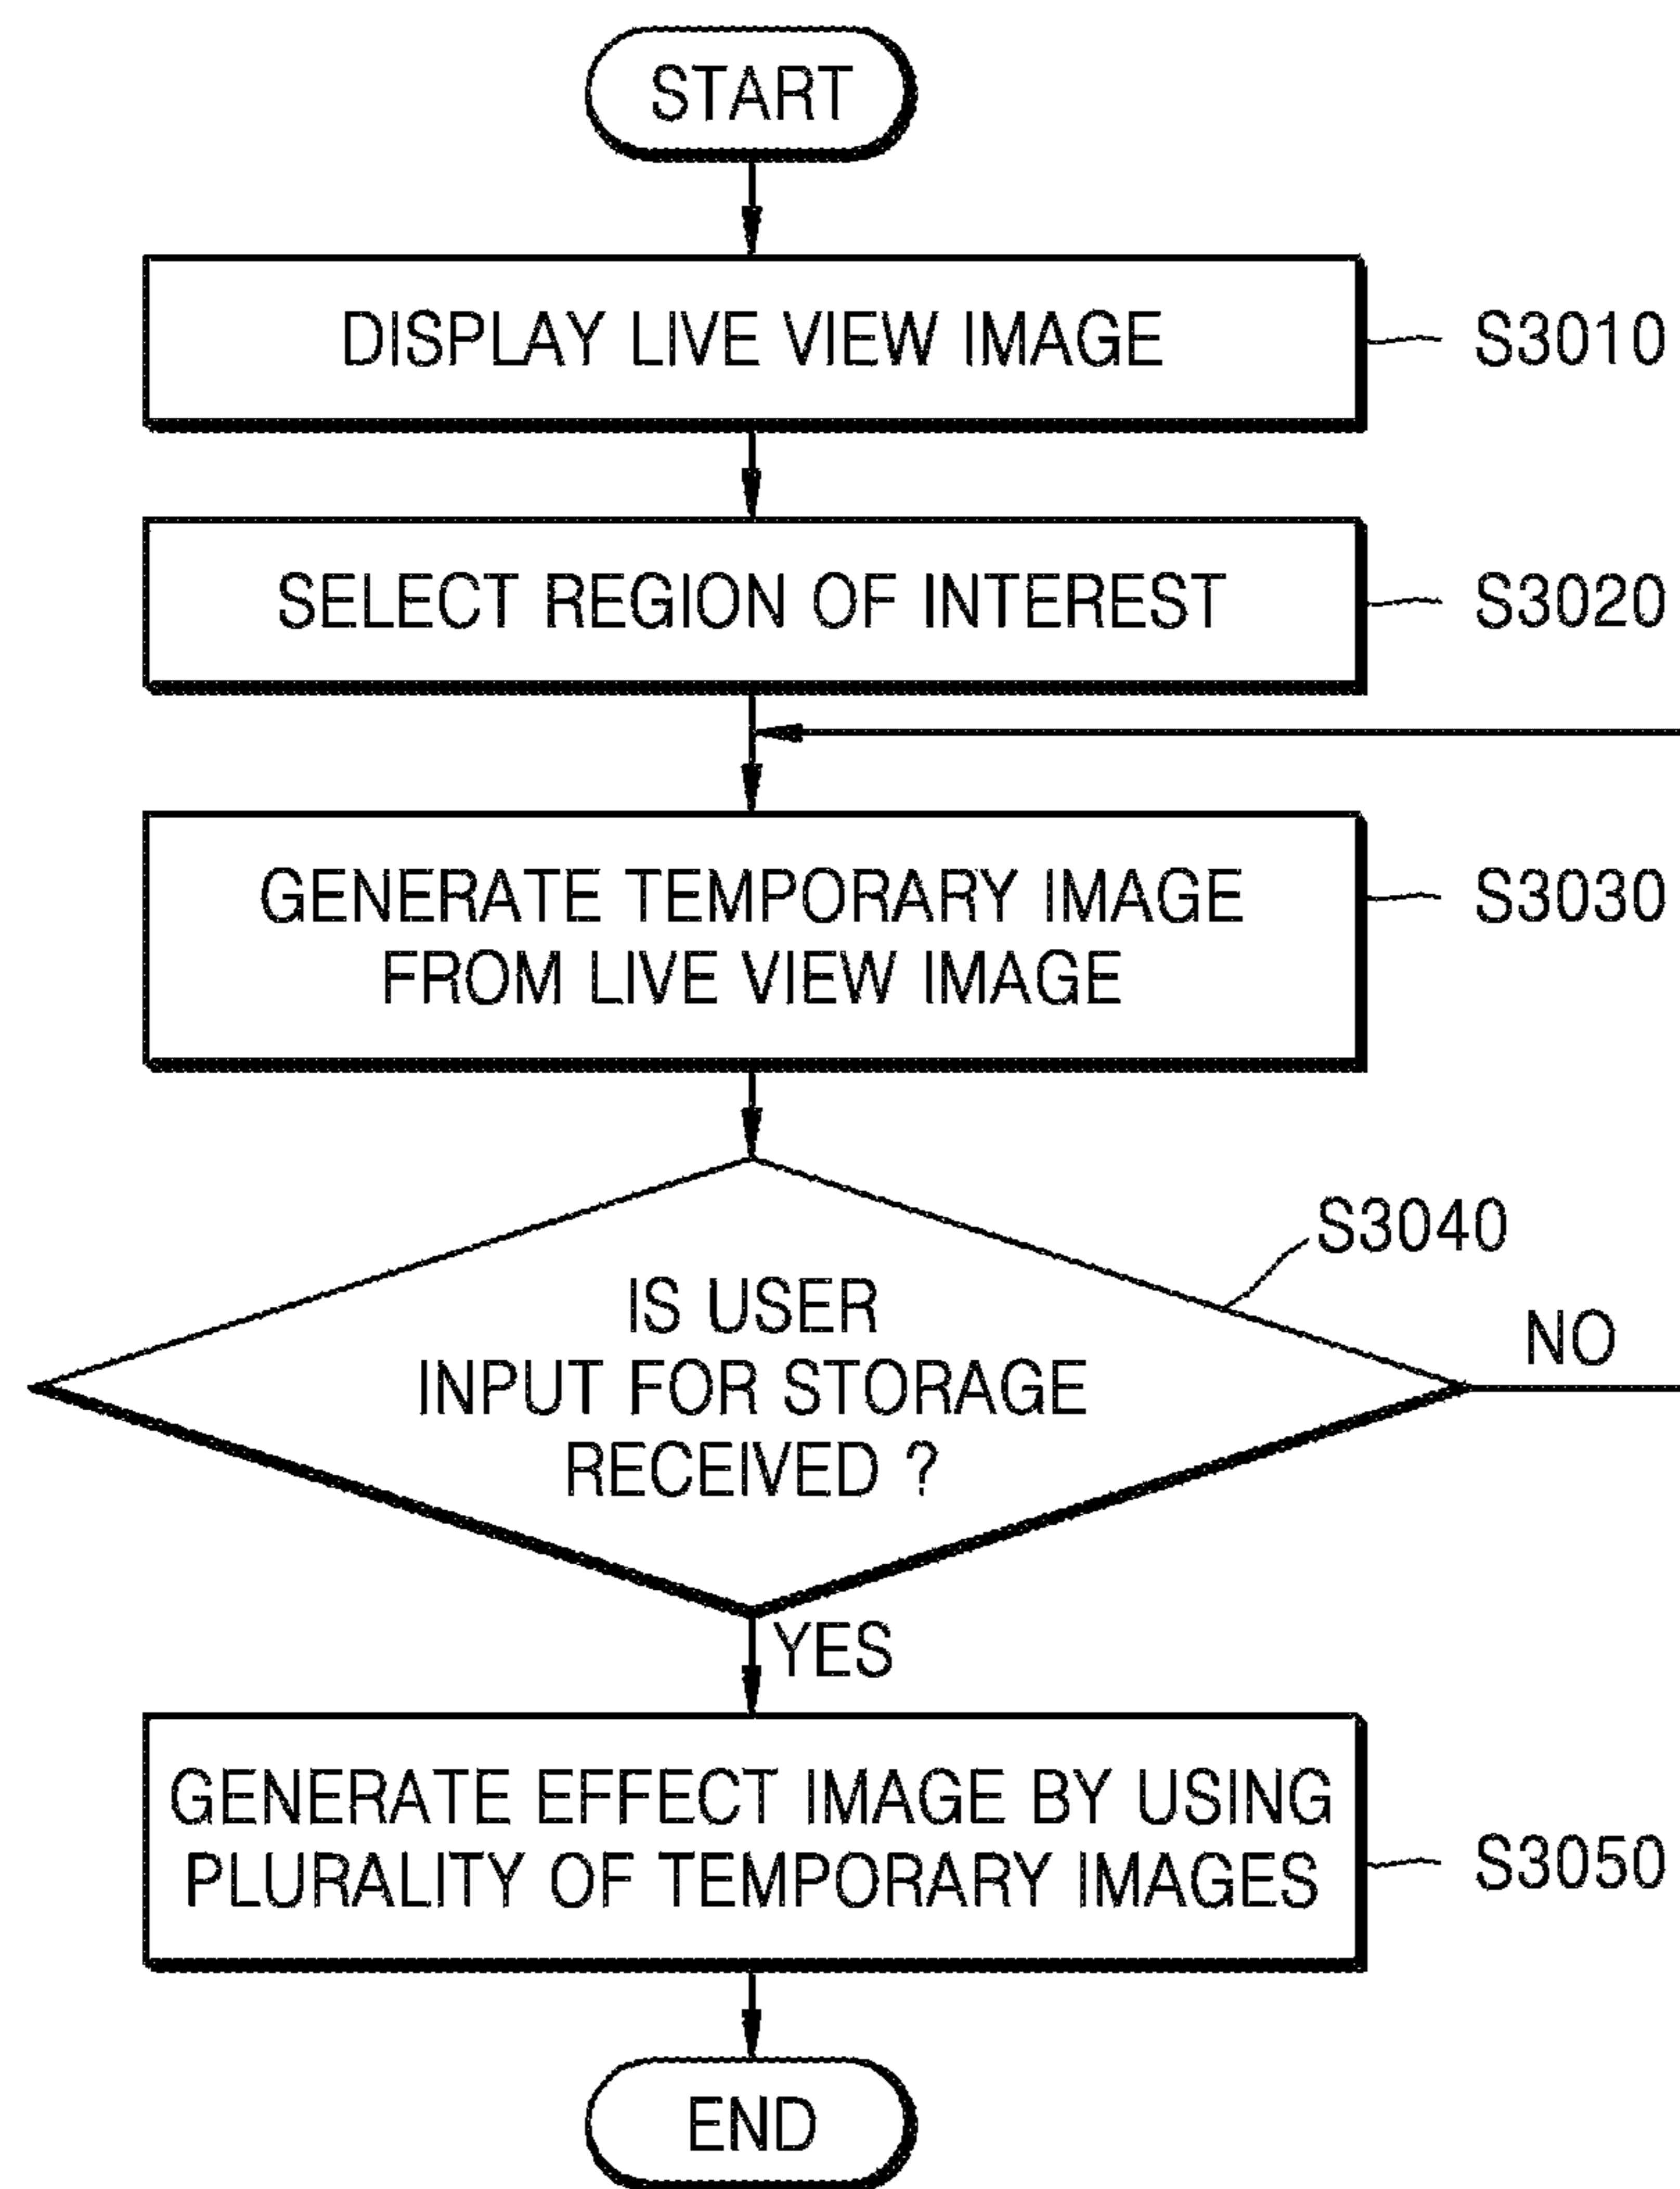 START
DISPLAY LIVE VIEW IMAGE
S3010
SELECT REGION OF INTEREST
S3020
GENERATE TEMPORARY IMAGE
FROM LIVE VIEW IMAGE
S3030
S3040
IS USER
INPUT FOR STORAGE
RECEIVED ?
NO
YES
GENERATE EFFECT IMAGE BY USING
PLURALITY OF TEMPORARY IMAGES
S3050
END